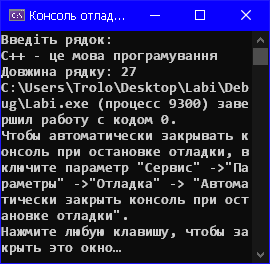 Консоль отлад...
Введіть рядок:
С++ - це мова програмування
Довжина рядку: 27
C:\Users\Trolo\Desktop\Labi\Deb
ug\Labi.exe (процесс 9300) заве
ршил работу с кодом 0.
Чтобы автоматически закрывать к
онсоль при остановке отладки, в
ключите параметр "Сервис" ->"Па
раметры" ->"Отладка" -> "Автома
тически закрыть консоль при ост
ановке отладки".
Нажмите любую клавишу, чтобы за
крыть это окно…